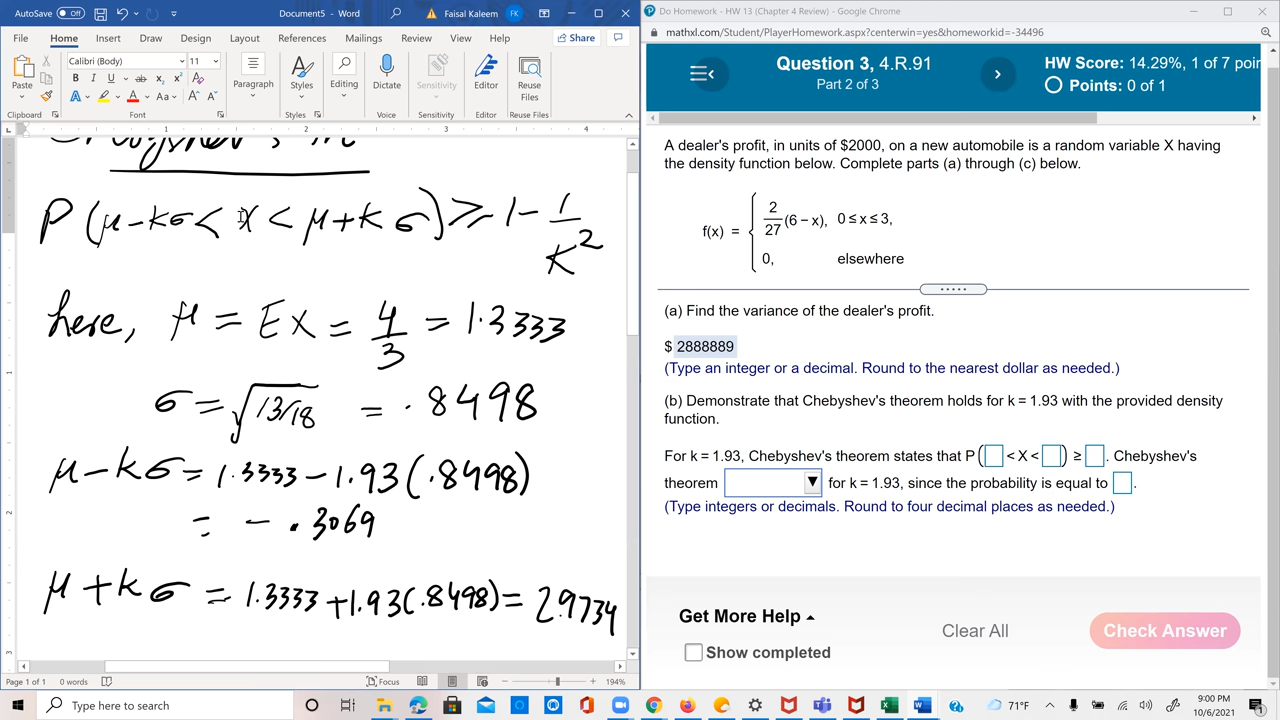 AutoSave Off Document5 - Word Faisal Kaleem FK
File Home Insert Draw Design Layout References Mailings Review View Help Share
Calibri (Body) 11
Paste Paragraph Styles Editing Dictate Sensitivity Editor Reuse Files
Clipboard Font Styles Voice Sensitivity Editor Reuse Files
P(μ-kσ < x < μ+kσ) ≥ 1 - 1/K²
here, μ = EX = 4/3 = 1.3333
σ = √13/18 = .8498
μ-kσ = 1.3333 - 1.93(.8498)
= -.3069
μ+kσ = 1.3333+1.93(.8498) = 2.9734
Page 1 of 1 0 words Focus 194%
Do Homework - HW 13 (Chapter 4 Review) - Google Chrome
mathxl.com/Student/PlayerHomework.aspx?centerwin=yes&homeworkid=-34496
Question 3, 4.R.91
Part 2 of 3
HW Score: 14.29%, 1 of 7 poin
Points: 0 of 1
A dealer's profit, in units of $2000, on a new automobile is a random variable X having
the density function below. Complete parts (a) through (c) below.
f(x) = { 2/27 (6 − x), 0 ≤ x ≤ 3,
0, elsewhere
(a) Find the variance of the dealer's profit.
$ 2888889
(Type an integer or a decimal. Round to the nearest dollar as needed.)
(b) Demonstrate that Chebyshev's theorem holds for k = 1.93 with the provided density
function.
For k = 1.93, Chebyshev's theorem states that P( < X < ) ≥ . Chebyshev's
theorem for k = 1.93, since the probability is equal to .
(Type integers or decimals. Round to four decimal places as needed.)
Get More Help
Clear All
Check Answer
Show completed
Type here to search
71°F
9:00 PM
10/6/2021